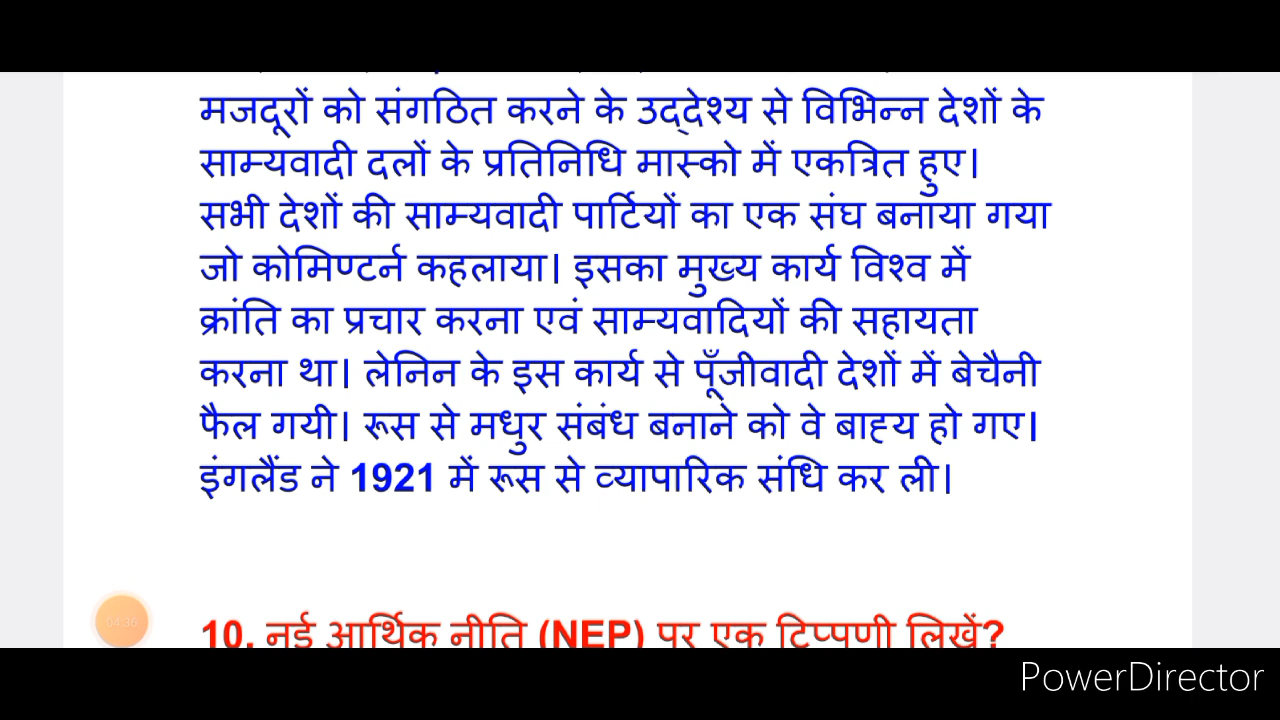 मजदूरों को संगठित करने के उद्देश्य से विभिन्न देशों के
साम्यवादी दलों के प्रतिनिधि मास्को में एकत्रित हुए।
सभी देशों की साम्यवादी पार्टियों का एक संघ बनाया गया
जो कोमिण्टर्न कहलाया। इसका मुख्य कार्य विश्व में
क्रांति का प्रचार करना एवं साम्यवादियों की सहायता
करना था। लेनिन के इस कार्य से पूँजीवादी देशों में बेचैनी
फैल गयी। रूस से मधुर संबंध बनाने को वे बाह्य हो गए।
इंगलैंड ने 1921 में रूस से व्यापारिक संधि कर ली।
04:36
10. नई आर्थिक नीति (NEP) पर एक टिप्पणी लिखें?
PowerDirector